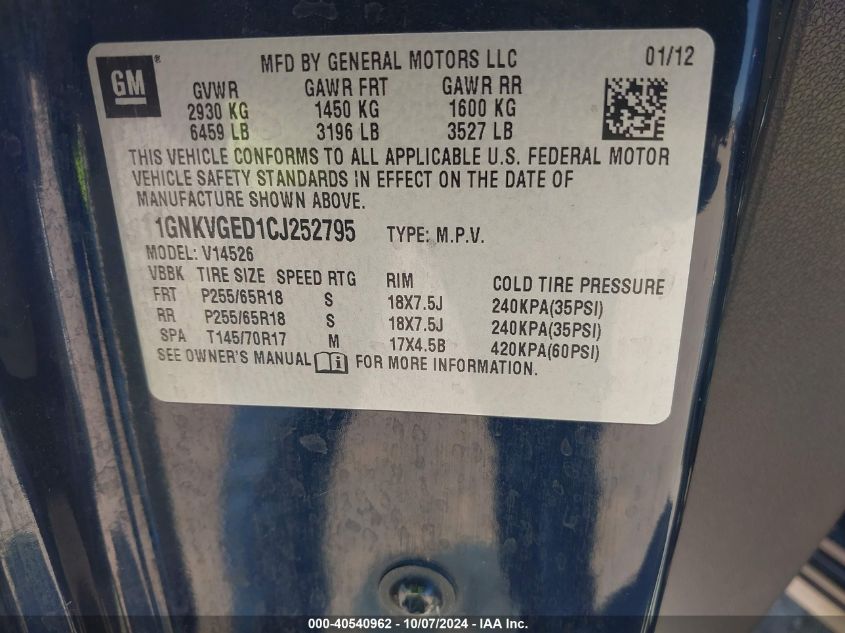 GM ®
MFD BY GENERAL MOTORS LLC 01/12
GVWR GAWR FRT GAWR RR
2930 KG 1450 KG 1600 KG
6459 LB 3196 LB 3527 LB
THIS VEHICLE CONFORMS TO ALL APPLICABLE U.S. FEDERAL MOTOR
VEHICLE SAFETY STANDARDS IN EFFECT ON THE DATE OF
MANUFACTURE SHOWN ABOVE.
1GNKVGED1CJ252795 TYPE: M.P.V.
MODEL: V14526
VBBK TIRE SIZE SPEED RTG RIM COLD TIRE PRESSURE
FRT P255/65R18 S 18X7.5J 240KPA(35PSI)
RR P255/65R18 S 18X7.5J 240KPA(35PSI)
SPA T145/70R17 M 17X4.5B 420KPA(60PSI)
SEE OWNER'S MANUAL i FOR MORE INFORMATION.
000-40540962 - 10/07/2024 - IAA Inc.